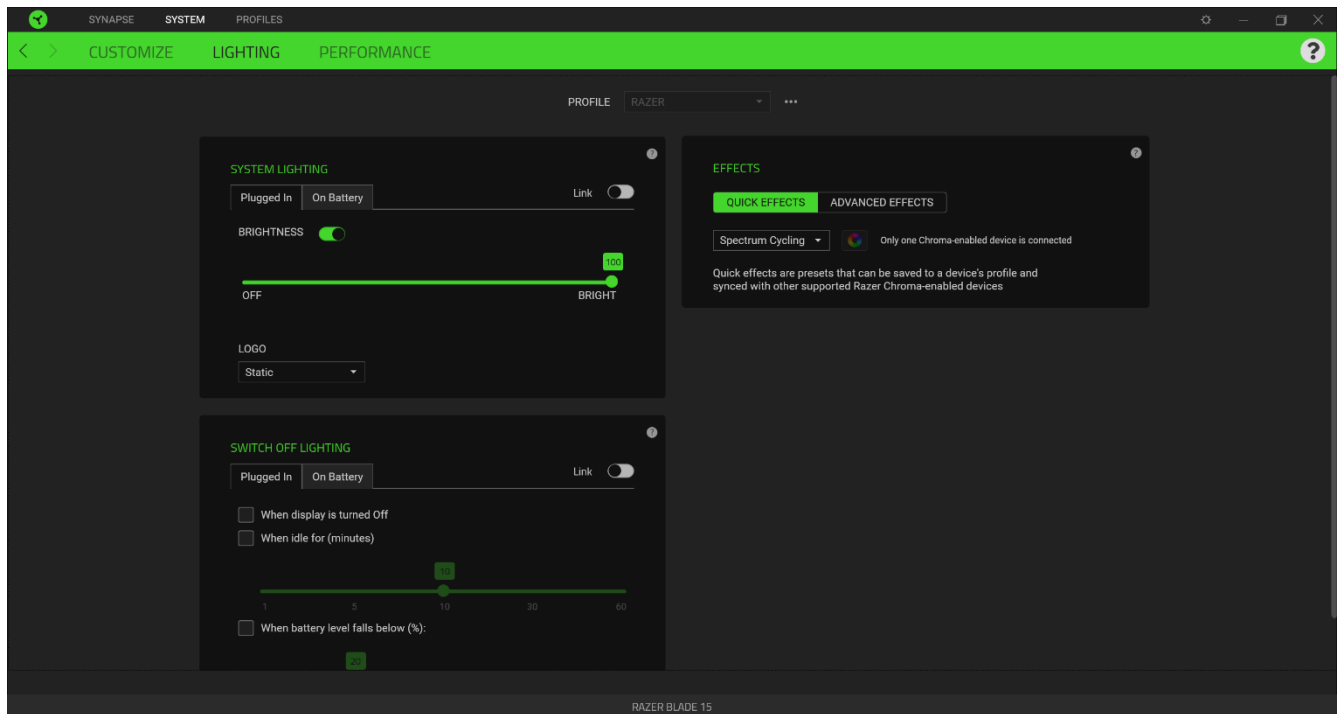 SYNAPSE SYSTEM PROFILES
CUSTOMIZE LIGHTING PERFORMANCE ?
PROFILE RAZER
SYSTEM LIGHTING ?
Plugged In On Battery Link
BRIGHTNESS
100
OFF BRIGHT
LOGO
Static
EFFECTS ?
QUICK EFFECTS ADVANCED EFFECTS
Spectrum Cycling Only one Chroma-enabled device is connected
Quick effects are presets that can be saved to a device's profile and
synced with other supported Razer Chroma-enabled devices
SWITCH OFF LIGHTING ?
Plugged In On Battery Link
When display is turned Off
When idle for (minutes)
10
1 5 10 30 60
When battery level falls below (%):
20
RAZER BLADE 15